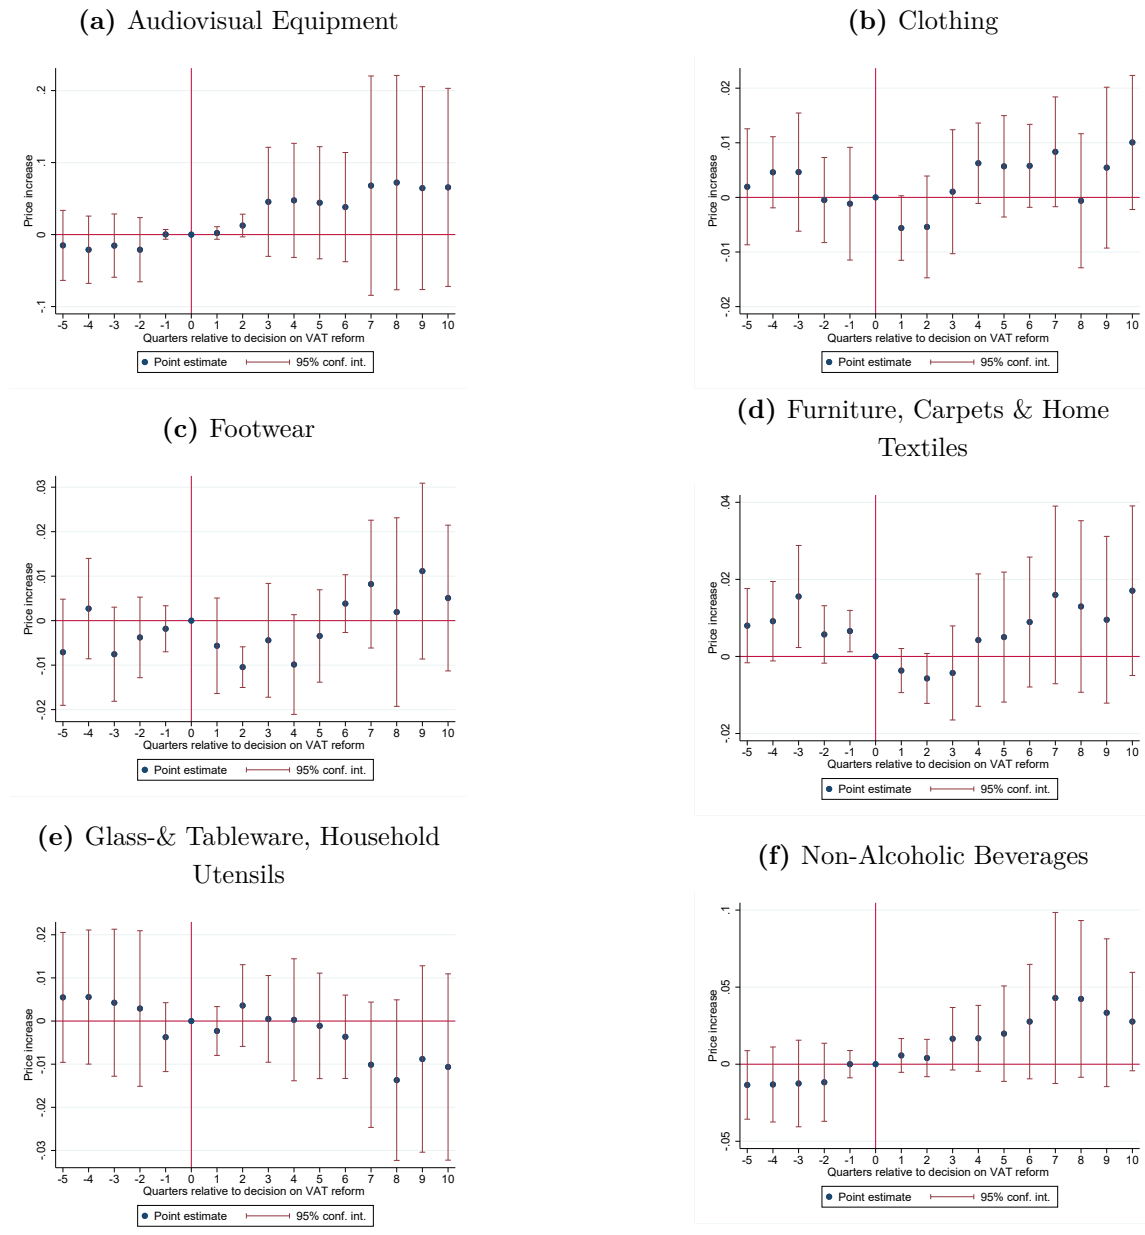 (a) Audiovisual Equipment
Price increase
.2
.1
0
-.1
-5 -4 -3 -2 -1 0 1 2 3 4 5 6 7 8 9 10
Quarters relative to decision on VAT reform
Point estimate 95% conf. int.
(b) Clothing
Price increase
.02
.01
0
-.01
-.02
-5 -4 -3 -2 -1 0 1 2 3 4 5 6 7 8 9 10
Quarters relative to decision on VAT reform
Point estimate 95% conf. int.
(c) Footwear
Price increase
.03
.02
.01
0
-.01
-.02
-5 -4 -3 -2 -1 0 1 2 3 4 5 6 7 8 9 10
Quarters relative to decision on VAT reform
Point estimate 95% conf. int.
(d) Furniture, Carpets & Home
Textiles
Price increase
.04
.02
0
-.02
-5 -4 -3 -2 -1 0 1 2 3 4 5 6 7 8 9 10
Quarters relative to decision on VAT reform
Point estimate 95% conf. int.
(e) Glass-& Tableware, Household
Utensils
Price increase
.02
.01
0
-.01
-.02
-.03
-5 -4 -3 -2 -1 0 1 2 3 4 5 6 7 8 9 10
Quarters relative to decision on VAT reform
Point estimate 95% conf. int.
(f) Non-Alcoholic Beverages
Price increase
.1
.05
0
-.05
-5 -4 -3 -2 -1 0 1 2 3 4 5 6 7 8 9 10
Quarters relative to decision on VAT reform
Point estimate 95% conf. int.